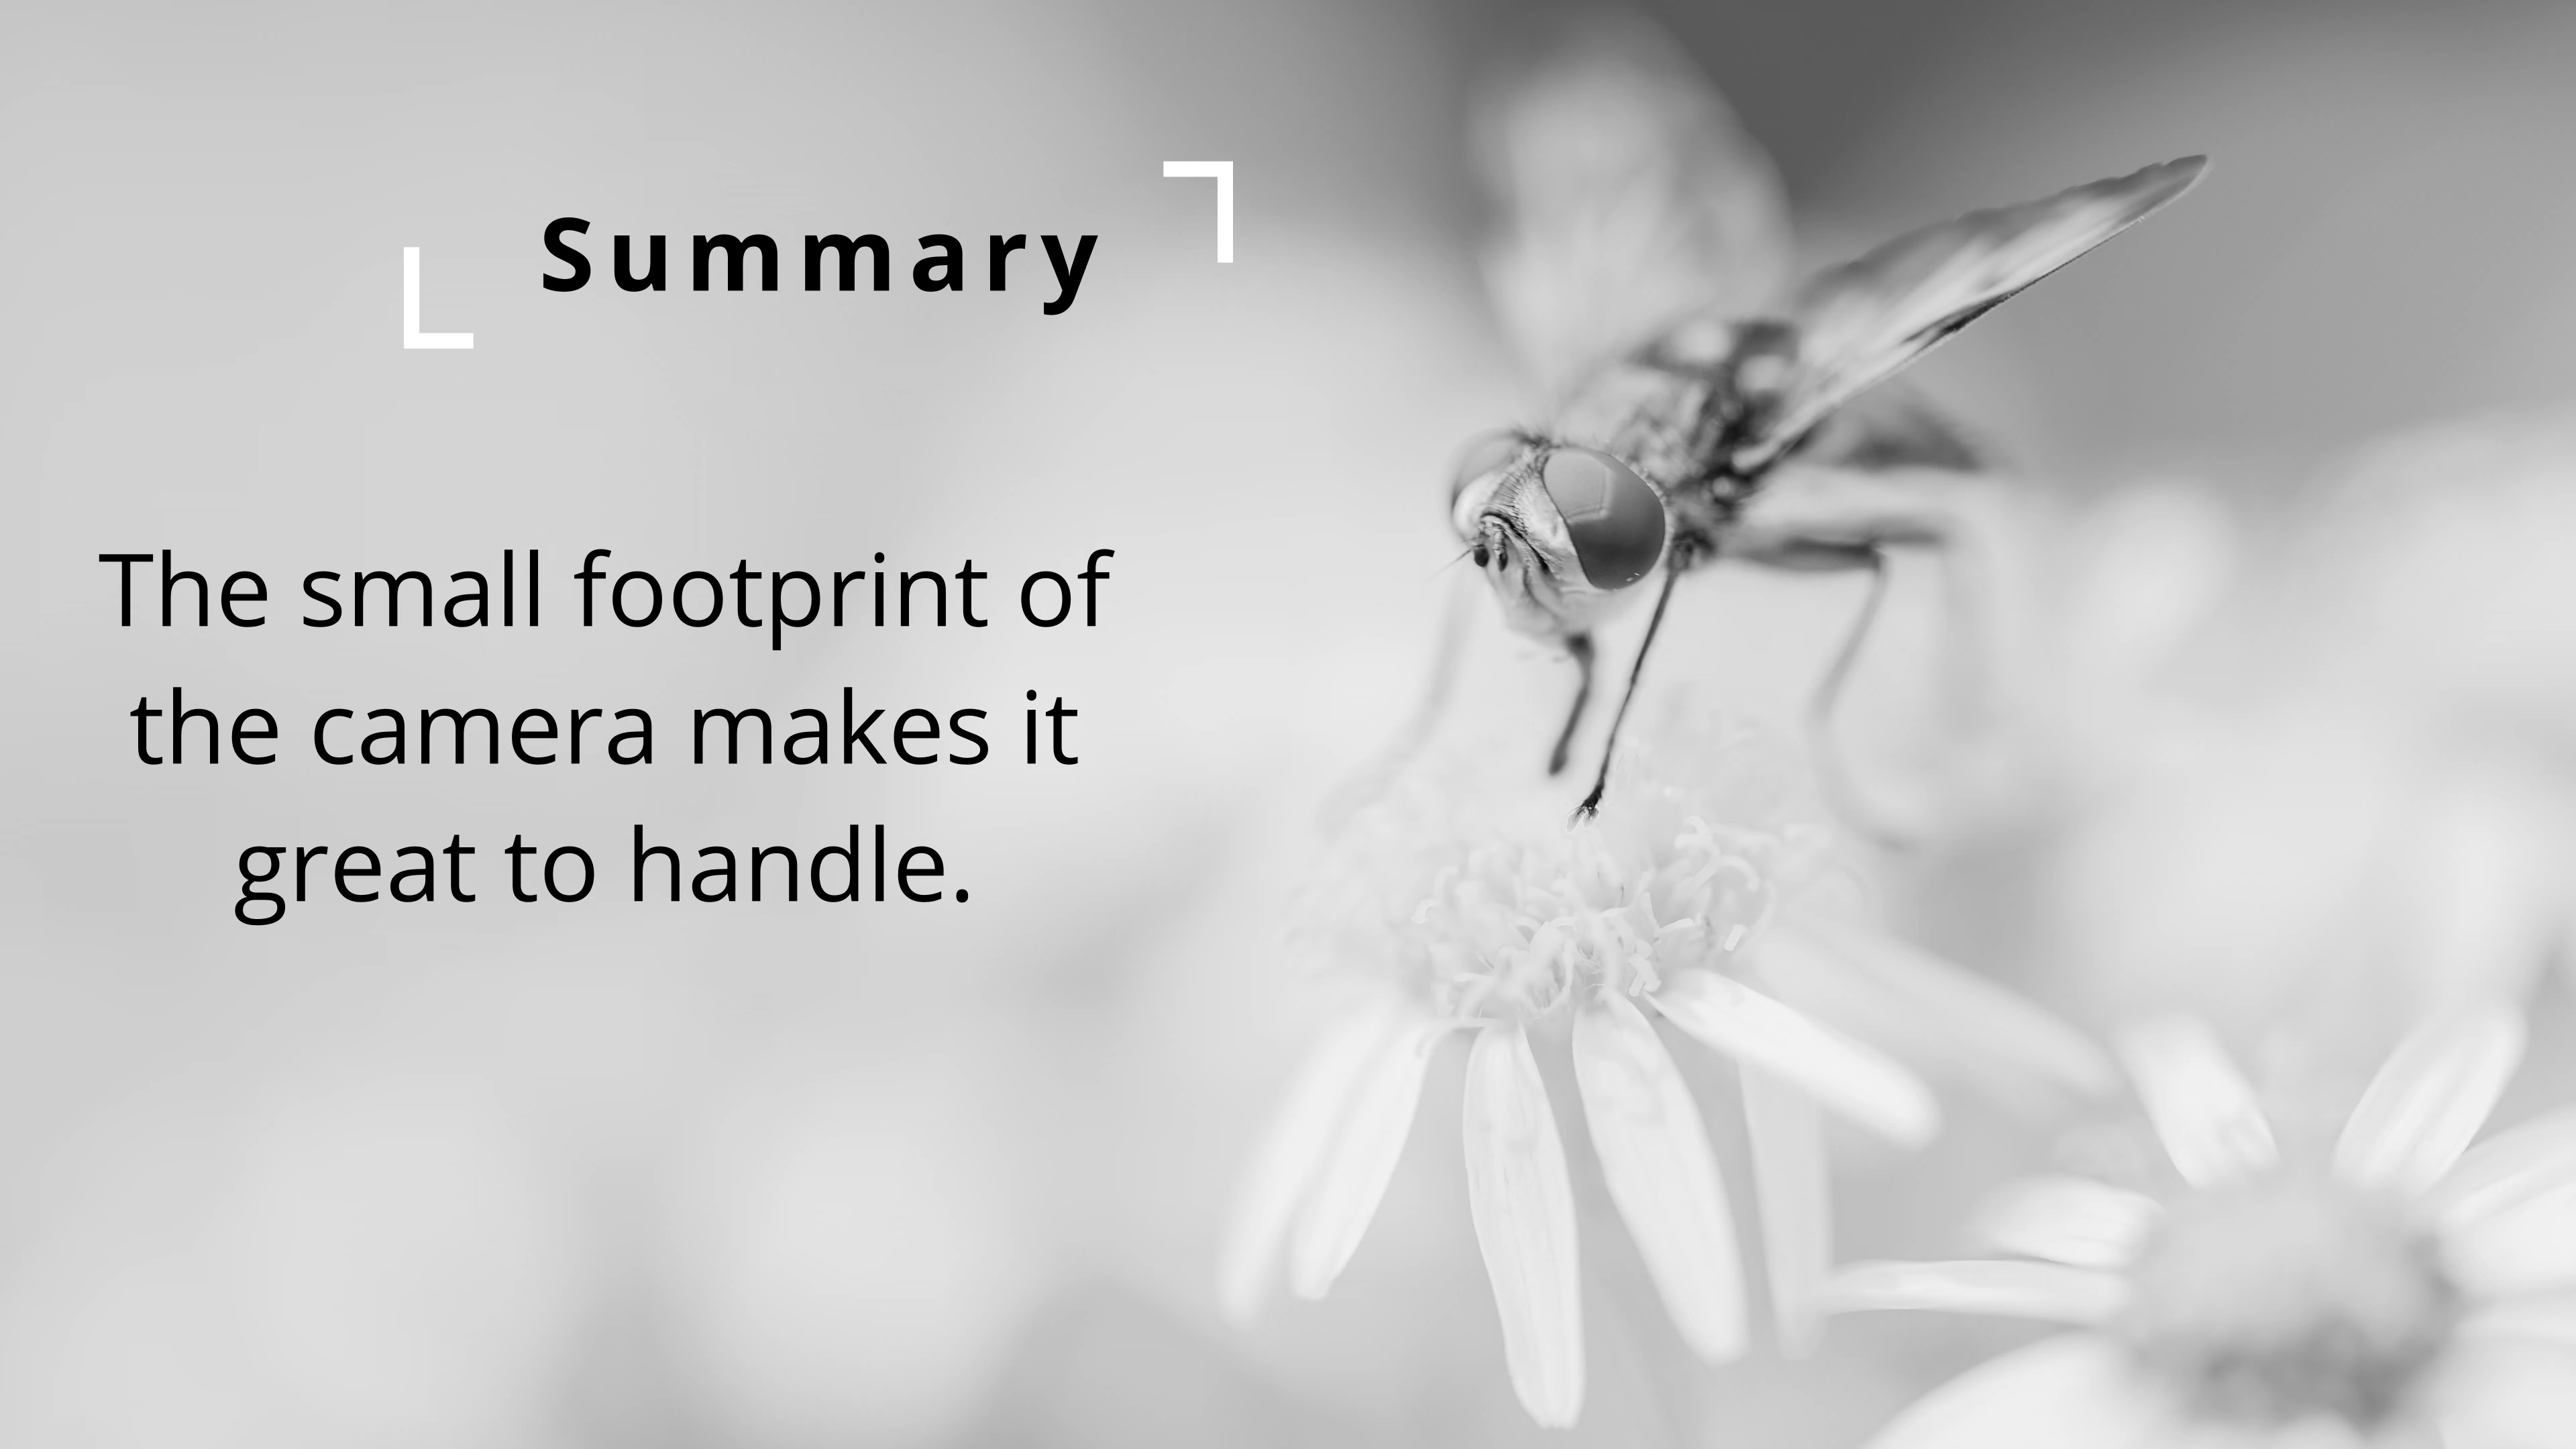 Summary
The small footprint of
the camera makes it
great to handle.